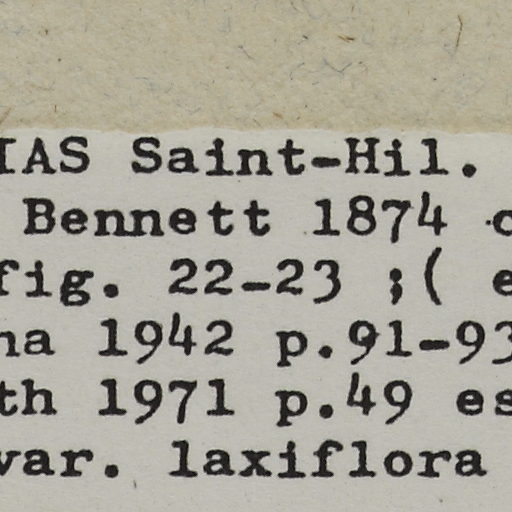 IAS Saint-Hil.
Bennett 1874
fig. 22-23 ;( e
na 1942 p.91-93
th 1971 p.49 es
var. laxiflora